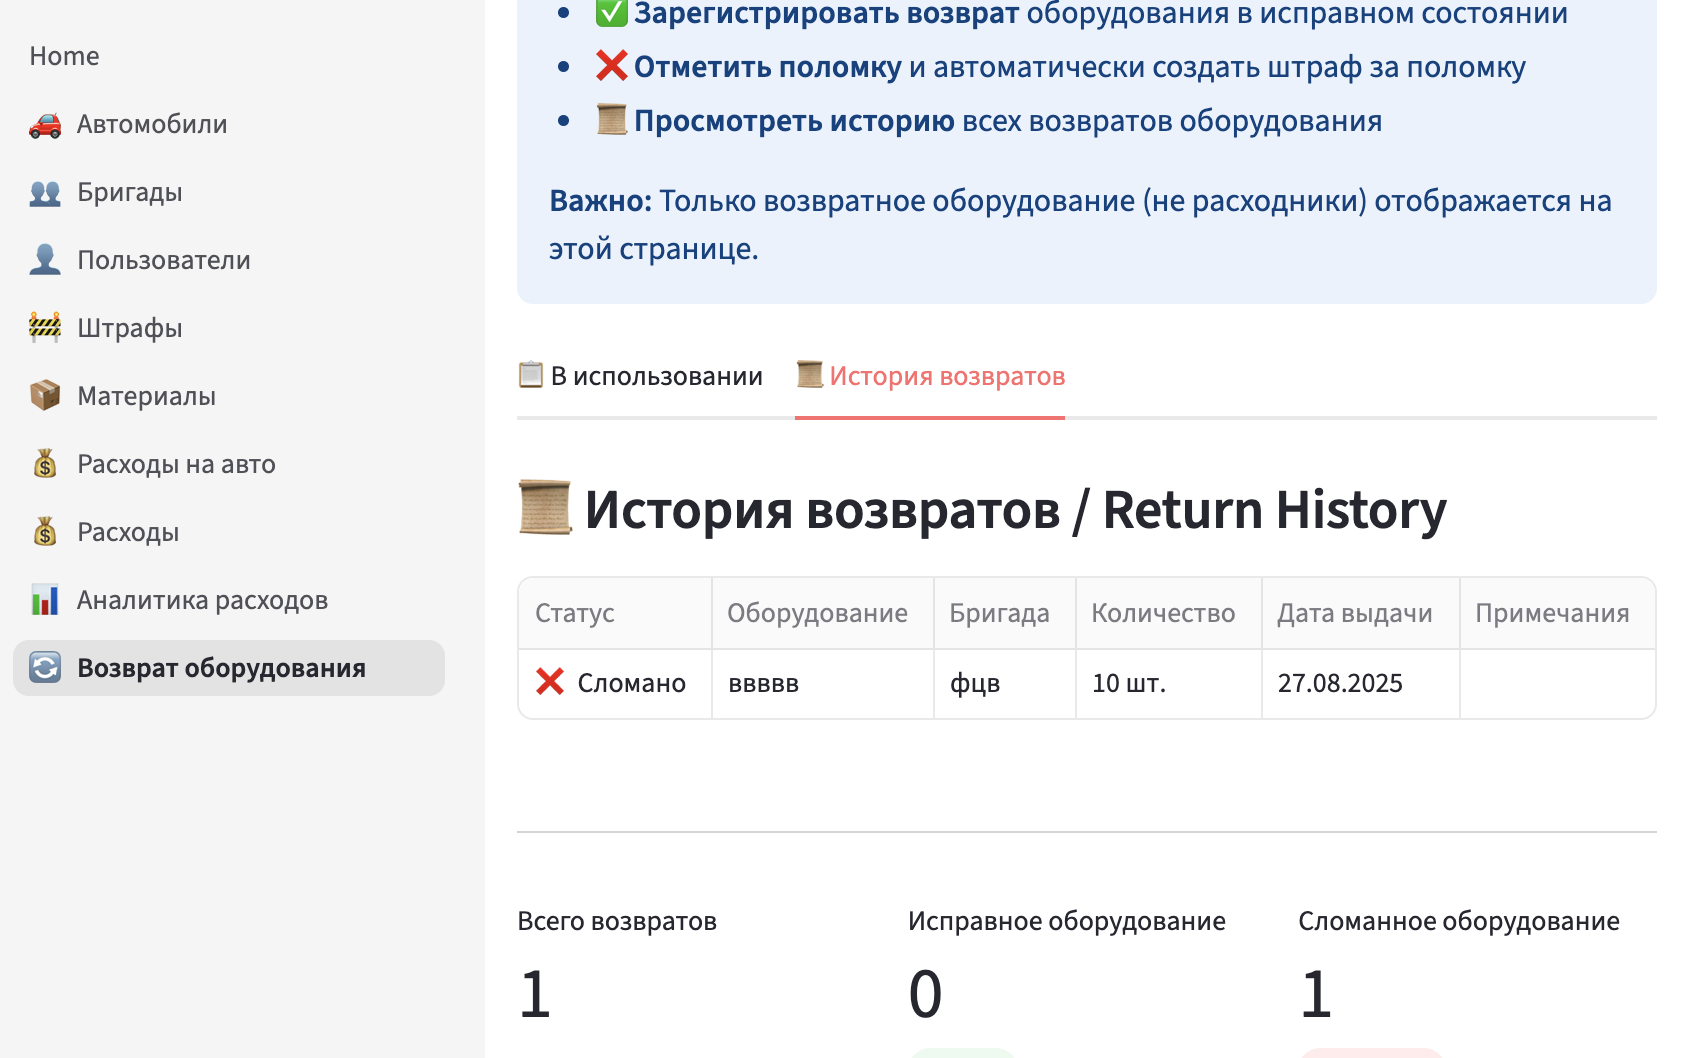 Home
Автомобили
Бригады
Пользователи
Штрафы
Материалы
Расходы на авто
Расходы
Аналитика расходов
Возврат оборудования
Зарегистрировать возврат оборудования в исправном состоянии
Отметить поломку и автоматически создать штраф за поломку
Просмотреть историю всех возвратов оборудования
Важно: Только возвратное оборудование (не расходники) отображается на
этой странице.
В использовании История возвратов
История возвратов / Return History
Статус Оборудование Бригада Количество Дата выдачи Примечания
Сломано ввввв фцв 10 шт. 27.08.2025
Всего возвратов Исправное оборудование Сломанное оборудование
1 0 1